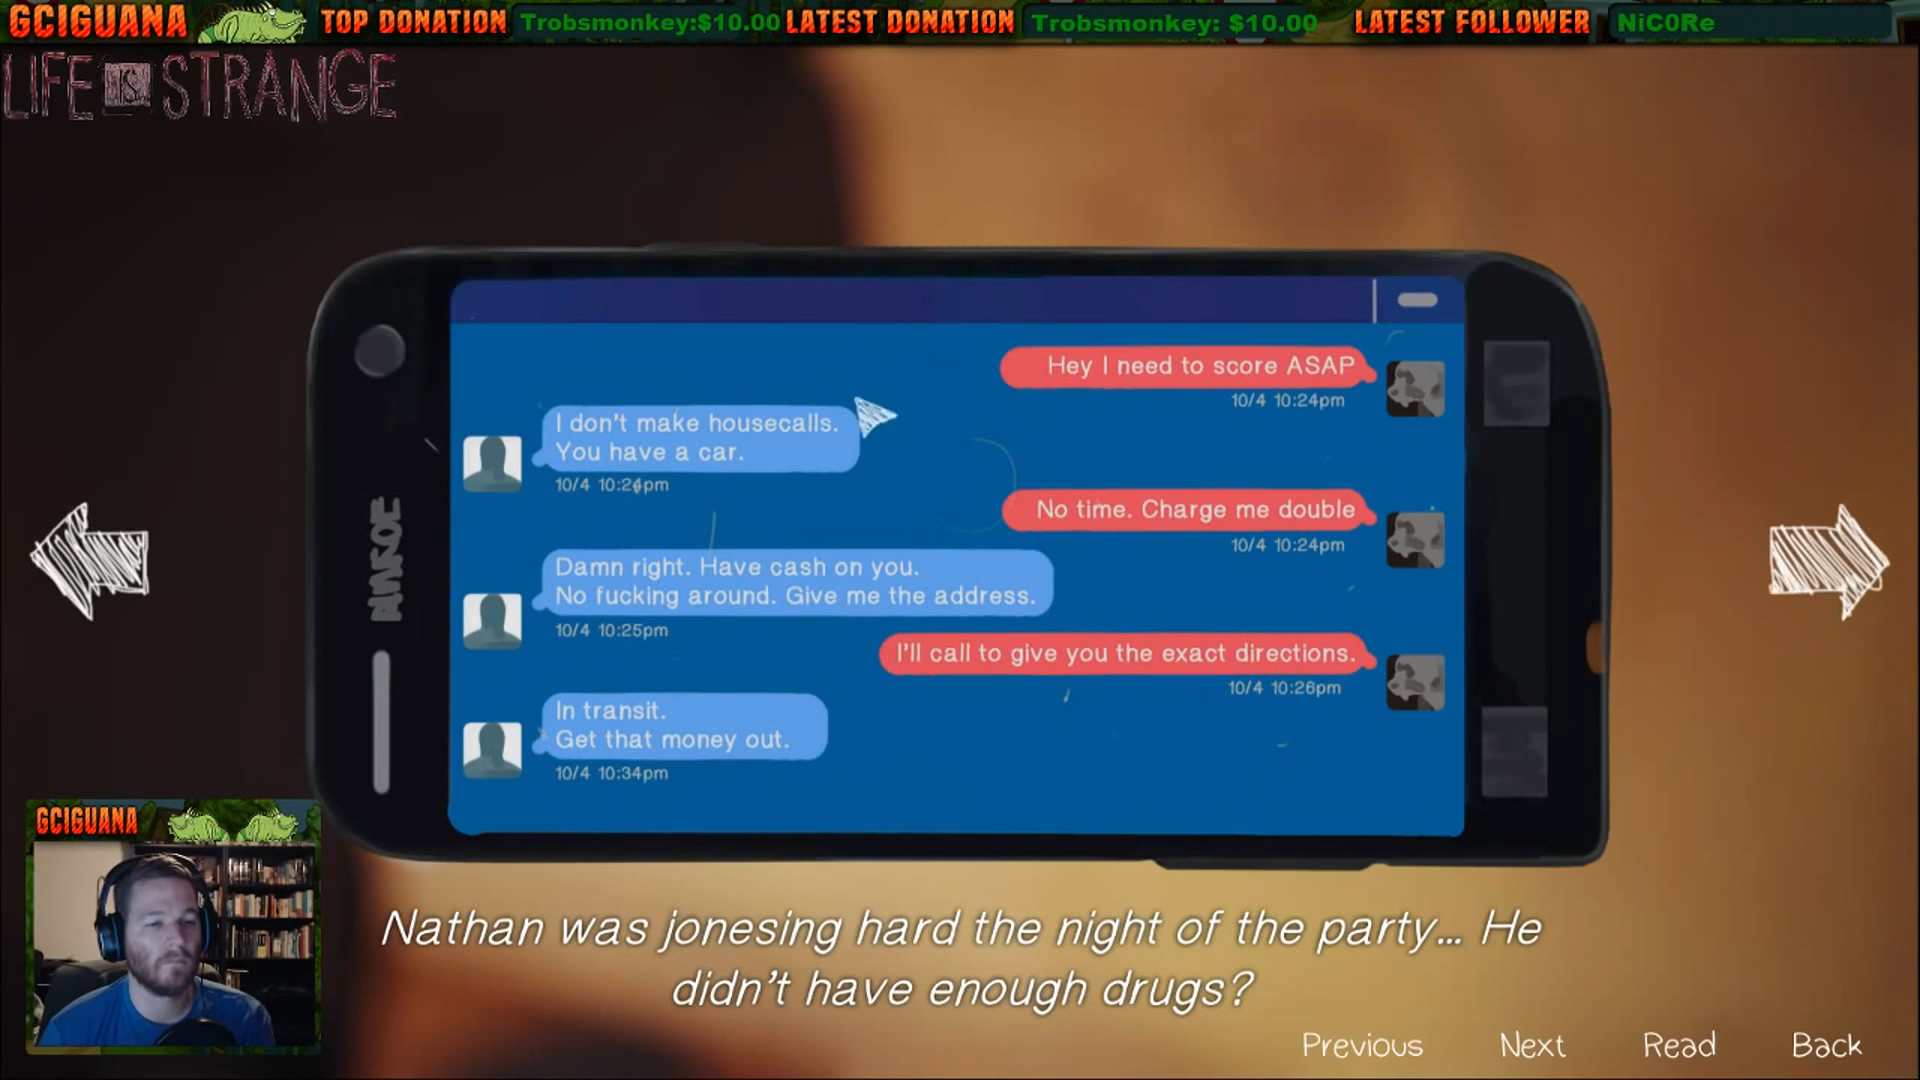 GCIGUANA TOP DONATION Trobsmonkey:$10.00 LATEST DONATION Trobsmonkey: $10.00 LATEST FOLLOWER NiC0Re
LIFE IS STRANGE
Hey I need to score ASAP
10/4 10:24pm
I don't make housecalls.
You have a car.
10/4 10:24pm
No time. Charge me double
10/4 10:24pm
Damn right. Have cash on you.
No fucking around. Give me the address.
10/4 10:25pm
I'll call to give you the exact directions.
10/4 10:26pm
In transit.
Get that money out.
10/4 10:34pm
GCIGUANA
Nathan was jonesing hard the night of the party... He
didn't have enough drugs?
Previous Next Read Back